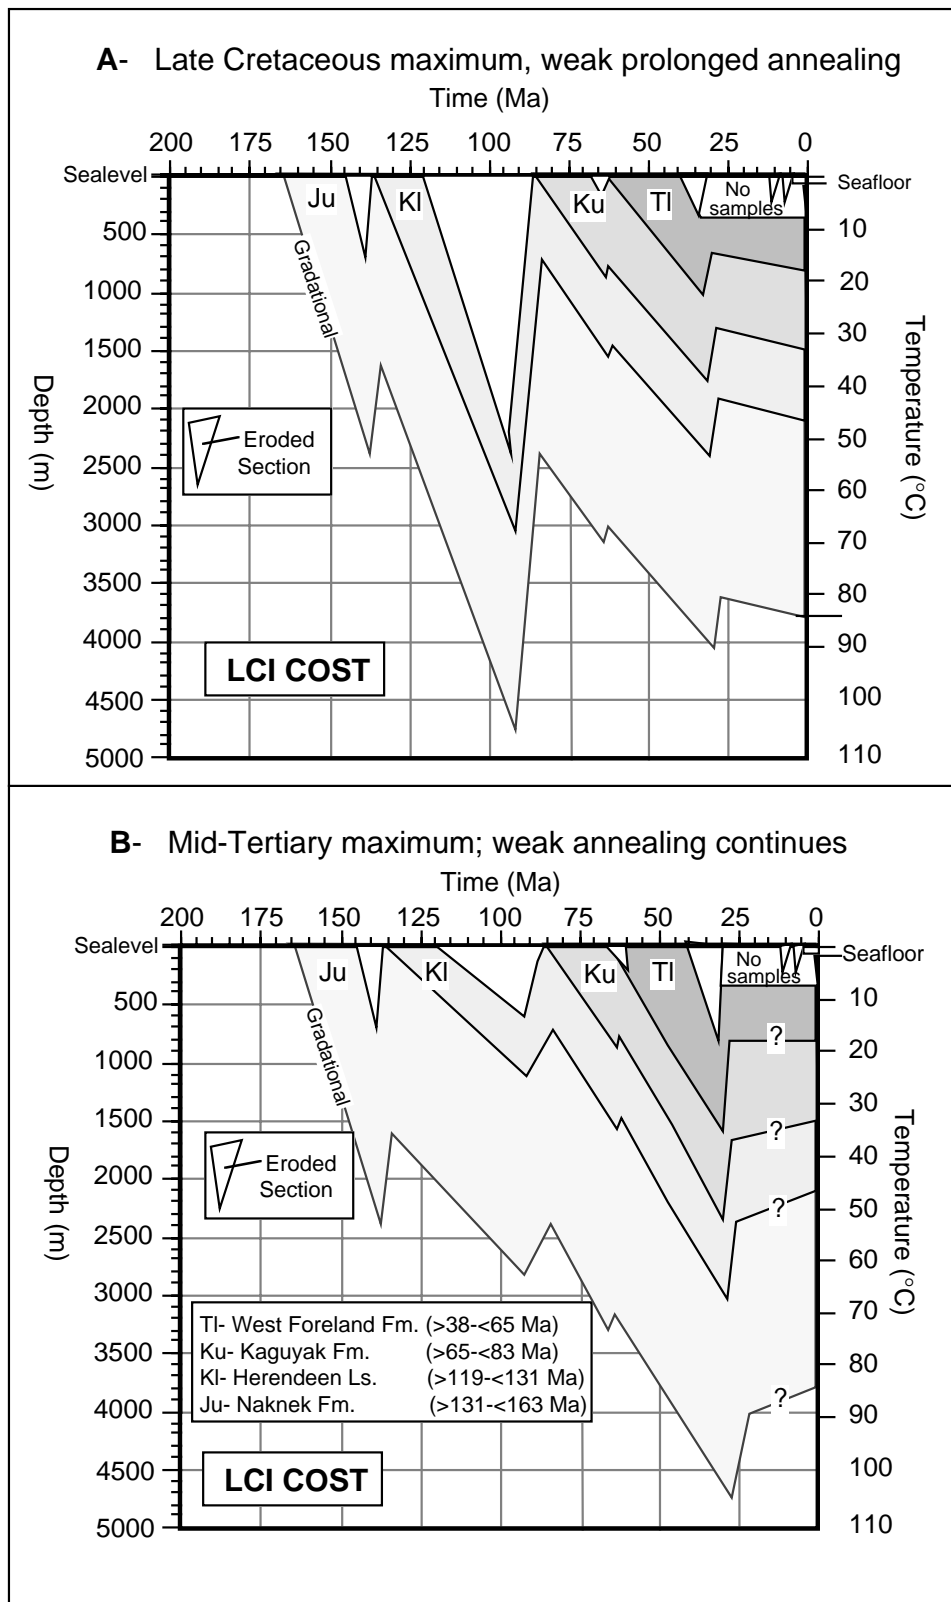 A- Late Cretaceous maximum, weak prolonged annealing
Time (Ma)
200 175 150 125 100 75 50 25 0
Sealevel
Seafloor
Ju
Kl
Ku
Tl
No
samples
Gradational
500
1000
1500
2000
2500
3000
3500
4000
4500
5000
Depth (m)
10
20
30
40
50
60
70
80
90
100
110
Temperature (°C)
Eroded
Section
LCI COST
B- Mid-Tertiary maximum; weak annealing continues
Time (Ma)
200 175 150 125 100 75 50 25 0
Sealevel
Seafloor
Ju
Kl
Ku
Tl
No
samples
Gradational
500
1000
1500
2000
2500
3000
3500
4000
4500
5000
Depth (m)
10
20
30
40
50
60
70
80
90
100
110
Temperature (°C)
?
?
?
?
Eroded
Section
Tl- West Foreland Fm. (>38-<65 Ma)
Ku- Kaguyak Fm. (>65-<83 Ma)
Kl- Herendeen Ls. (>119-<131 Ma)
Ju- Naknek Fm. (>131-<163 Ma)
LCI COST